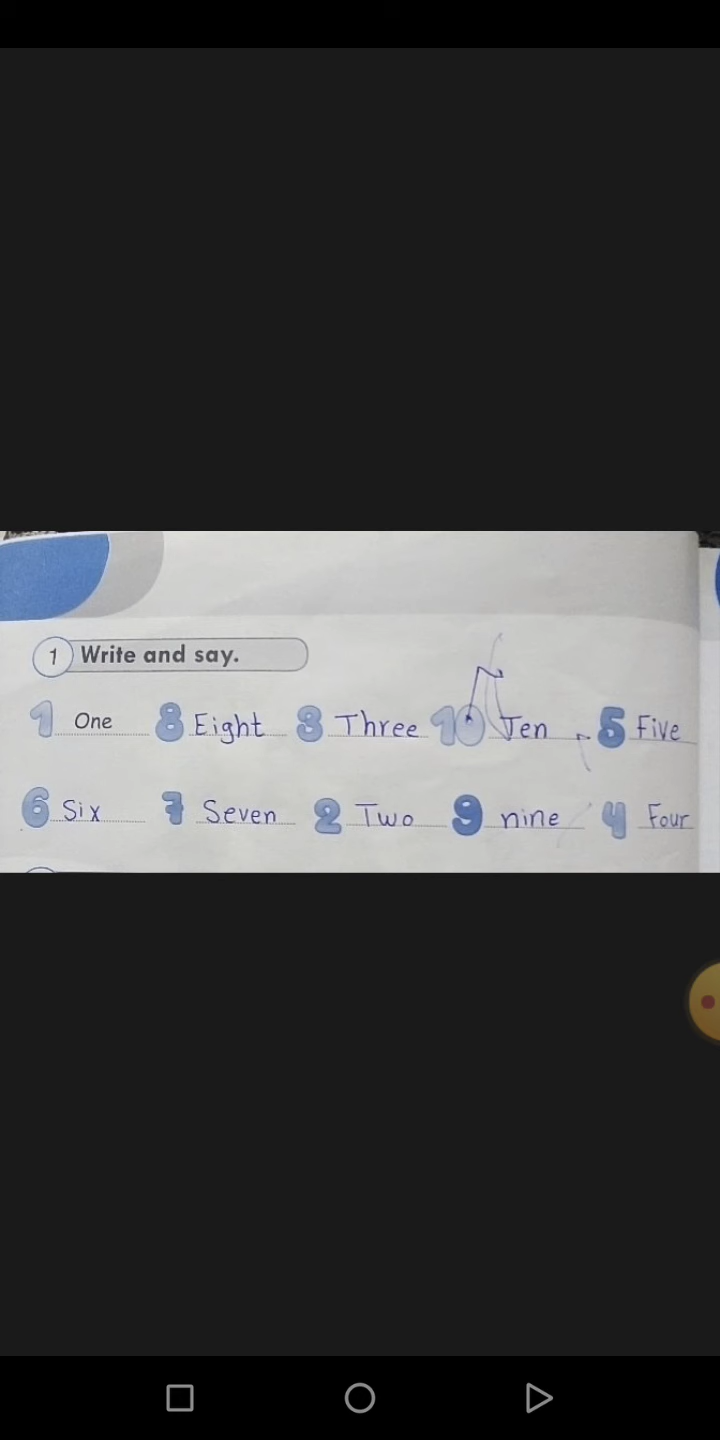 1 Write and say.
1 One 8 Eight 3 Three 10 Ten 5 Five
6 Six 7 Seven 2 Two 9 nine 4 Four